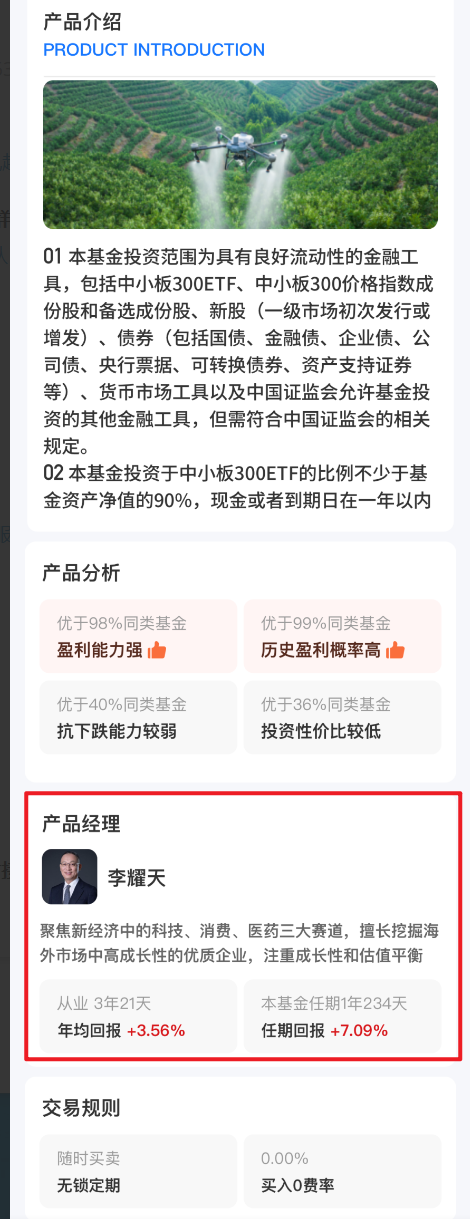 产品介绍
PRODUCT INTRODUCTION
01 本基金投资范围为具有良好流动性的金融工
具，包括中小板300ETF、中小板300价格指数成
份股和备选成份股、新股（一级市场初次发行或
增发）、债券（包括国债、金融债、企业债、公
司债、央行票据、可转换债券、资产支持证券
等）、货币市场工具以及中国证监会允许基金投
资的其他金融工具，但需符合中国证监会的相关
规定。
02 本基金投资于中小板300ETF的比例不少于基
金资产净值的90%，现金或者到期日在一年以内
产品分析
优于98%同类基金
盈利能力强
优于99%同类基金
历史盈利概率高
优于40%同类基金
抗下跌能力较弱
优于36%同类基金
投资性价比较低
产品经理
李耀天
聚焦新经济中的科技、消费、医药三大赛道，擅长挖掘海
外市场中高成长性的优质企业，注重成长性和估值平衡
从业 3年21天
年均回报 +3.56%
本基金任期1年234天
任期回报 +7.09%
交易规则
随时买卖
无锁定期
0.00%
买入0费率